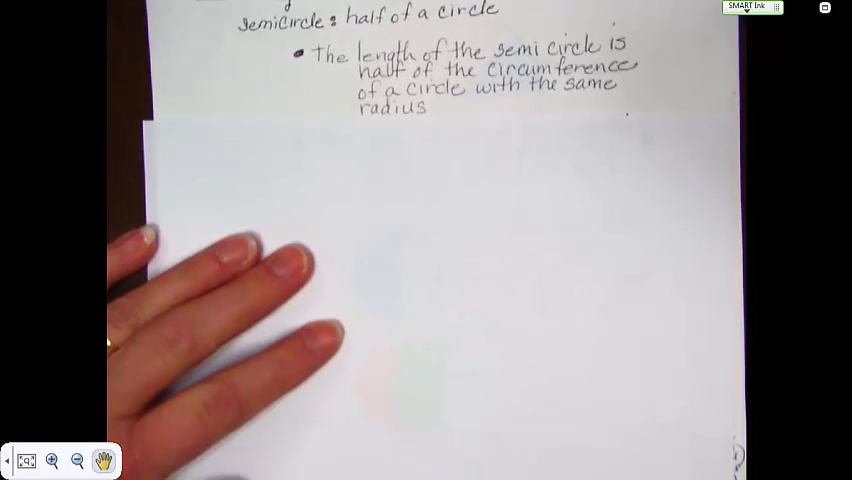 semicircle: half of a circle
• The length of the semi circle is
half of the circumference
of a circle with the same
radius
SMART Ink